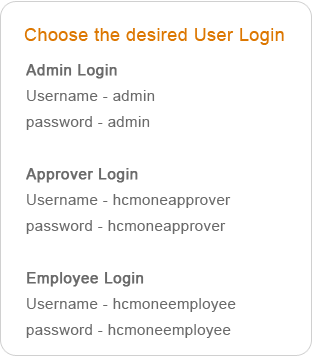 Choose the desired User Login
Admin Login
Username - admin
password - admin
Approver Login
Username - hcmoneapprover
password - hcmoneapprover
Employee Login
Username - hcmoneemployee
password - hcmoneemployee